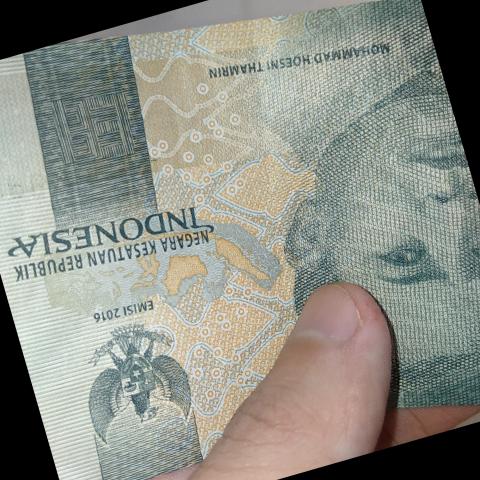 EMISI 2016
NEGARA KESATUAN REPUBLIK
INDONESIA
MOHAMMAD HOESNI THAMRIN